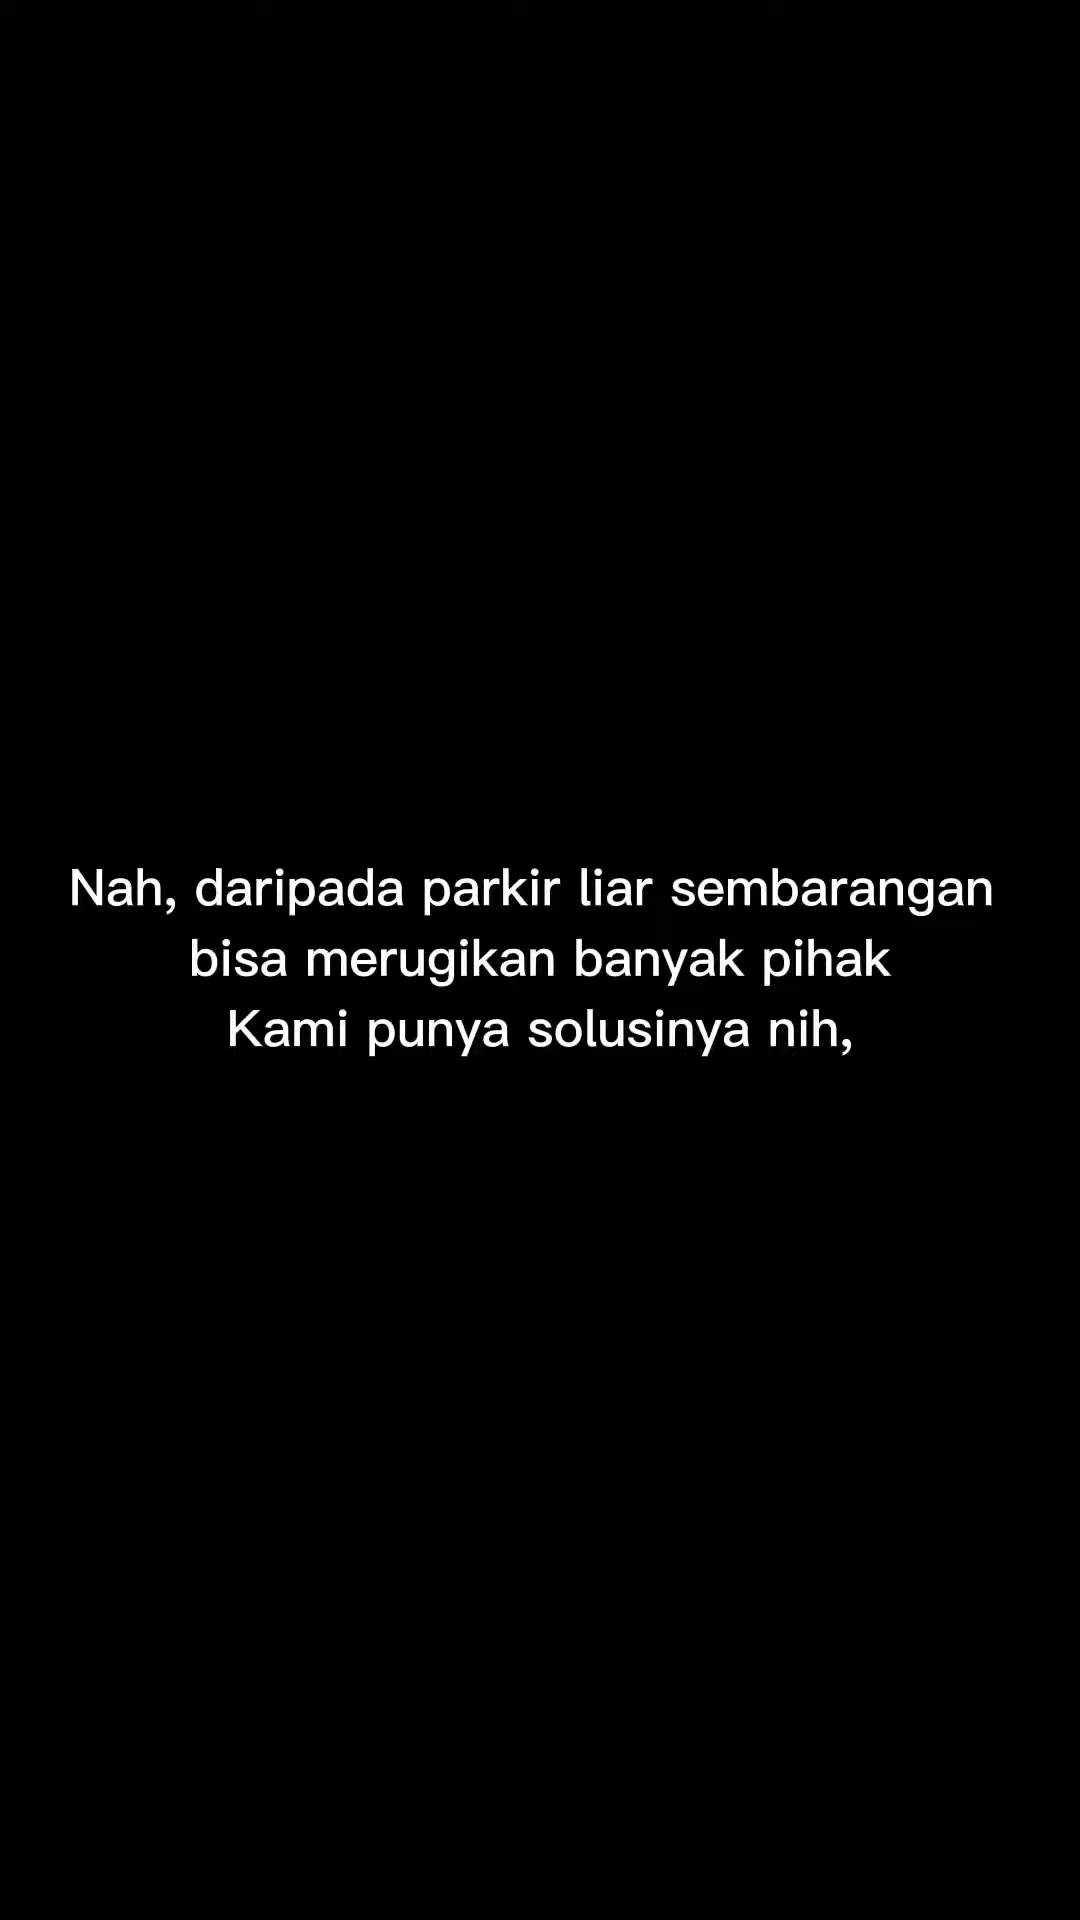 Nah, daripada parkir liar sembarangan
bisa merugikan banyak pihak
Kami punya solusinya nih,